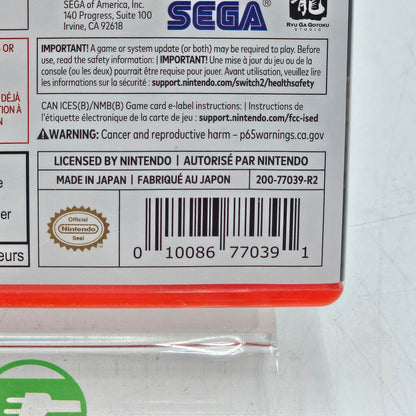 SEGA of America, Inc.
140 Progress, Suite 100
Irvine, CA 92618
SEGA
龍
RYU GA GOTOKU
STUDIO
OR
DÉJÀ
eurs
IMPORTANT! A game or system update (or both) may be required to play. Before
use, read the safety information: | IMPORTANT! Une mise à jour du jeu ou de la
console (ou les deux) pourrait être requise pour jouer. Avant utilisation, veuillez lire
les informations sur la sécurité : support.nintendo.com/switch2/healthsafety
CAN ICES(B)/NMB(B) Game card e-label instructions: | Instructions de
l'étiquette électronique de la carte de jeu : support.nintendo.com/fcc-ised
⚠WARNING: Cancer and reproductive harm – p65warnings.ca.gov
LICENSED BY NINTENDO | AUTORISÉ PAR NINTENDO
MADE IN JAPAN | FABRIQUÉ AU JAPON
200-77039-R2
Official
Nintendo
Seal
0 10086 77039 1